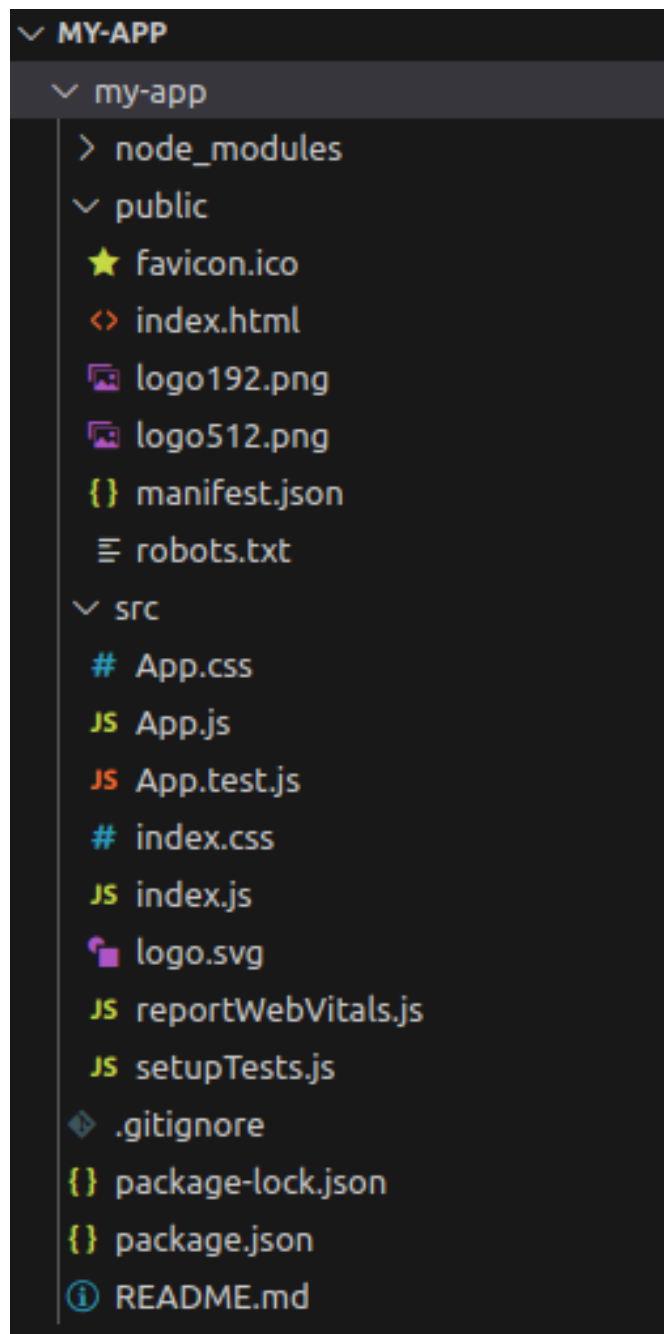 MY-APP
my-app
node_modules
public
favicon.ico
index.html
logo192.png
logo512.png
manifest.json
robots.txt
src
App.css
App.js
App.test.js
index.css
index.js
logo.svg
reportWebVitals.js
setupTests.js
.gitignore
package-lock.json
package.json
README.md